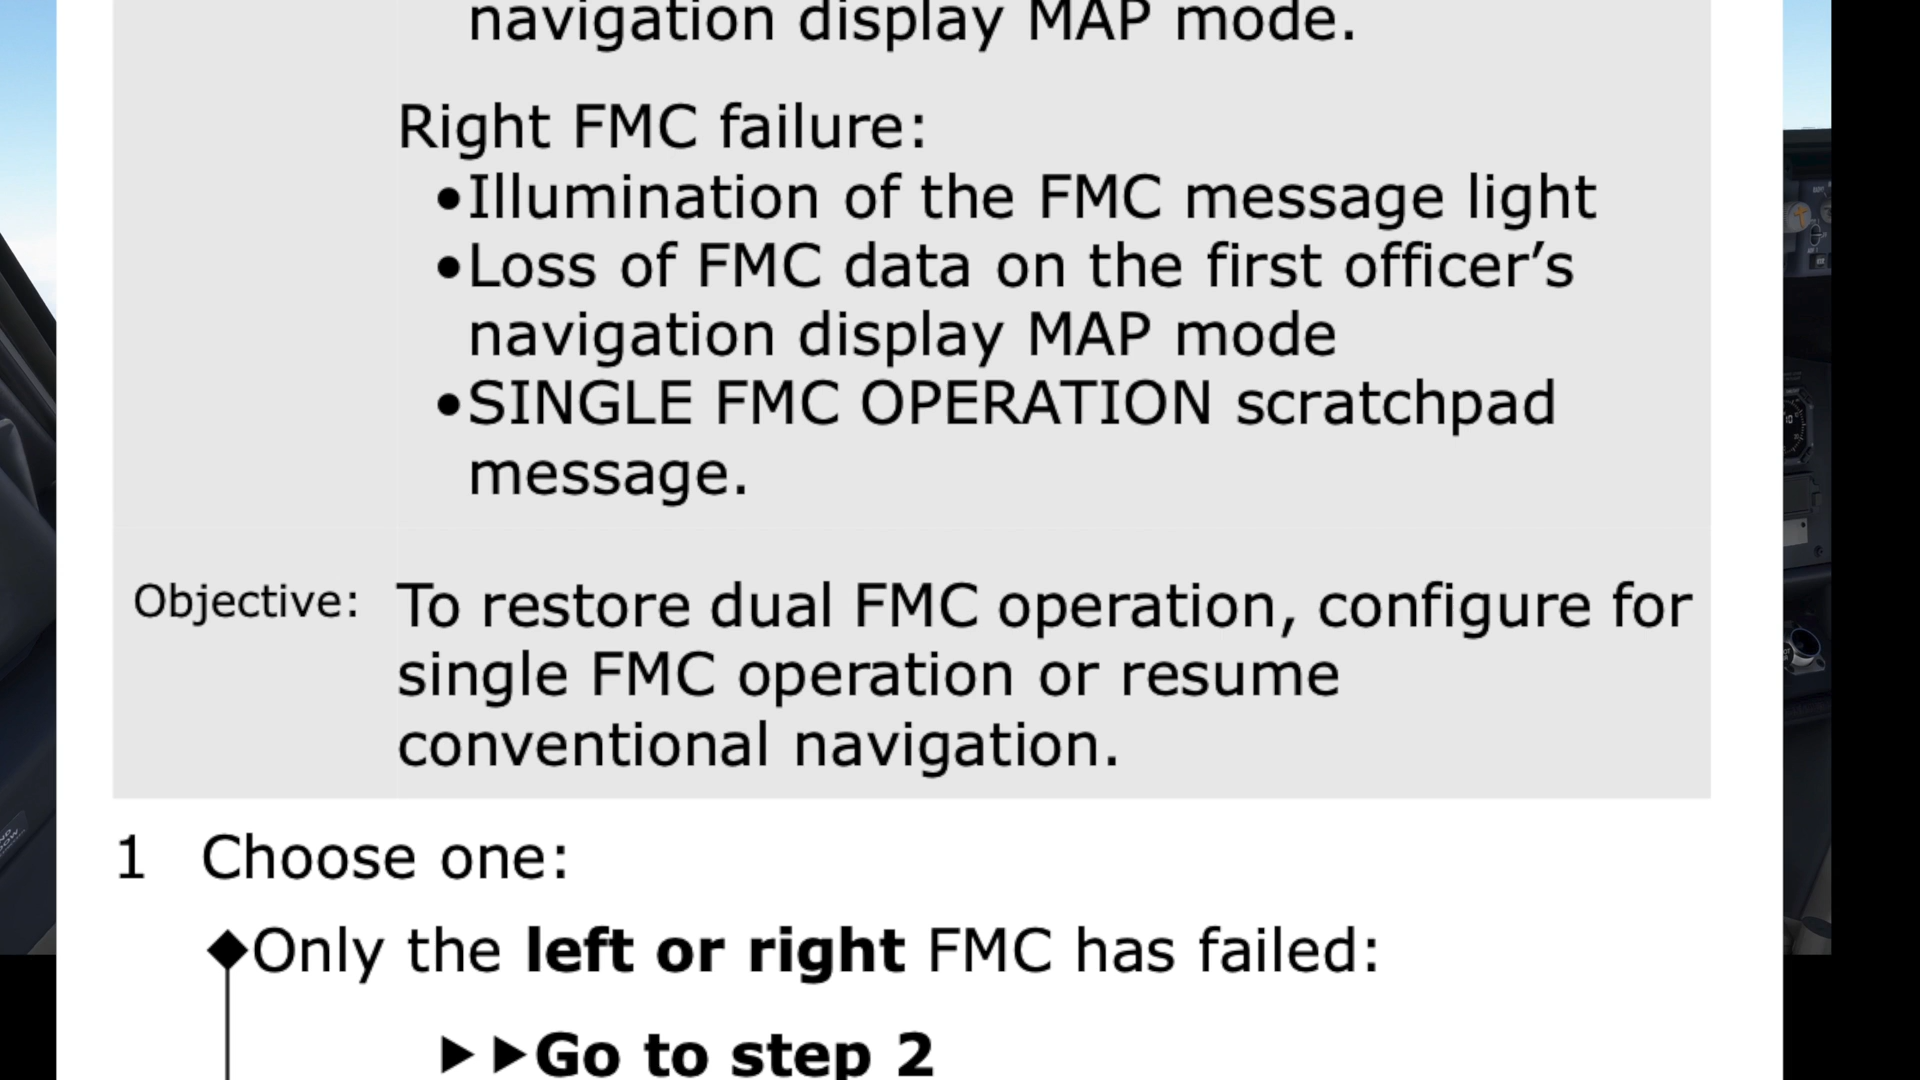 navigation display MAP mode.
Right FMC failure:
•Illumination of the FMC message light
•Loss of FMC data on the first officer’s
navigation display MAP mode
•SINGLE FMC OPERATION scratchpad
message.
Objective: To restore dual FMC operation, configure for
single FMC operation or resume
conventional navigation.
1 Choose one:
◆Only the left or right FMC has failed:
▶▶Go to step 2